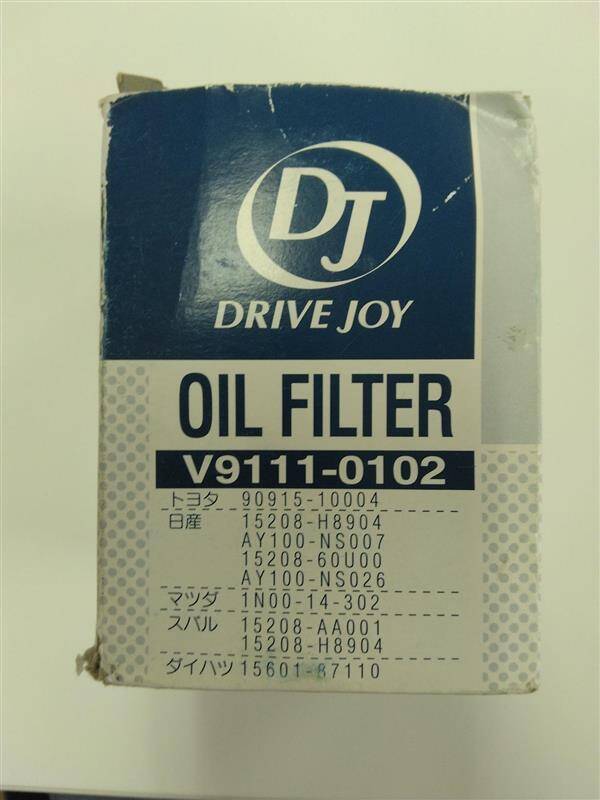 DJ
DRIVE JOY
OIL FILTER
V9111-0102
トヨタ 90915-10004
日産 15208-H8904
AY100-NS007
15208-60U00
AY100-NS026
マツダ 1N00-14-302
スバル 15208-AA001
15208-H8904
ダイハツ 15601-87110